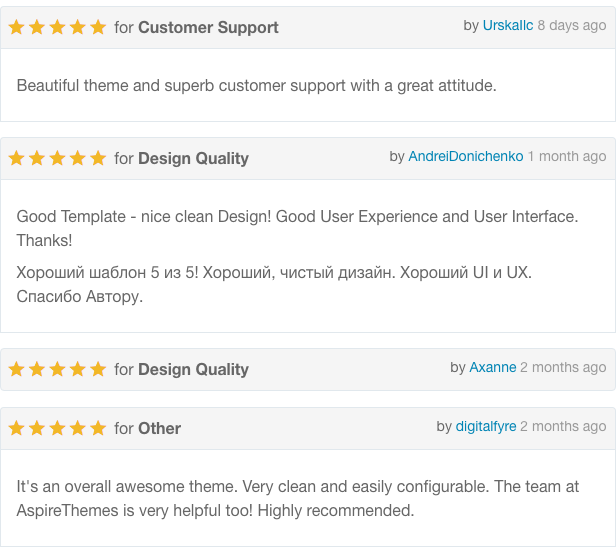 for Customer Support by UrskaIlc 8 days ago
Beautiful theme and superb customer support with a great attitude.
for Design Quality by AndreiDonichenko 1 month ago
Good Template - nice clean Design! Good User Experience and User Interface.
Thanks!
Хороший шаблон 5 из 5! Хороший, чистый дизайн. Хороший UI и UX.
Спасибо Автору.
for Design Quality by Axanne 2 months ago
for Other by digitalfyre 2 months ago
It's an overall awesome theme. Very clean and easily configurable. The team at
AspireThemes is very helpful too! Highly recommended.